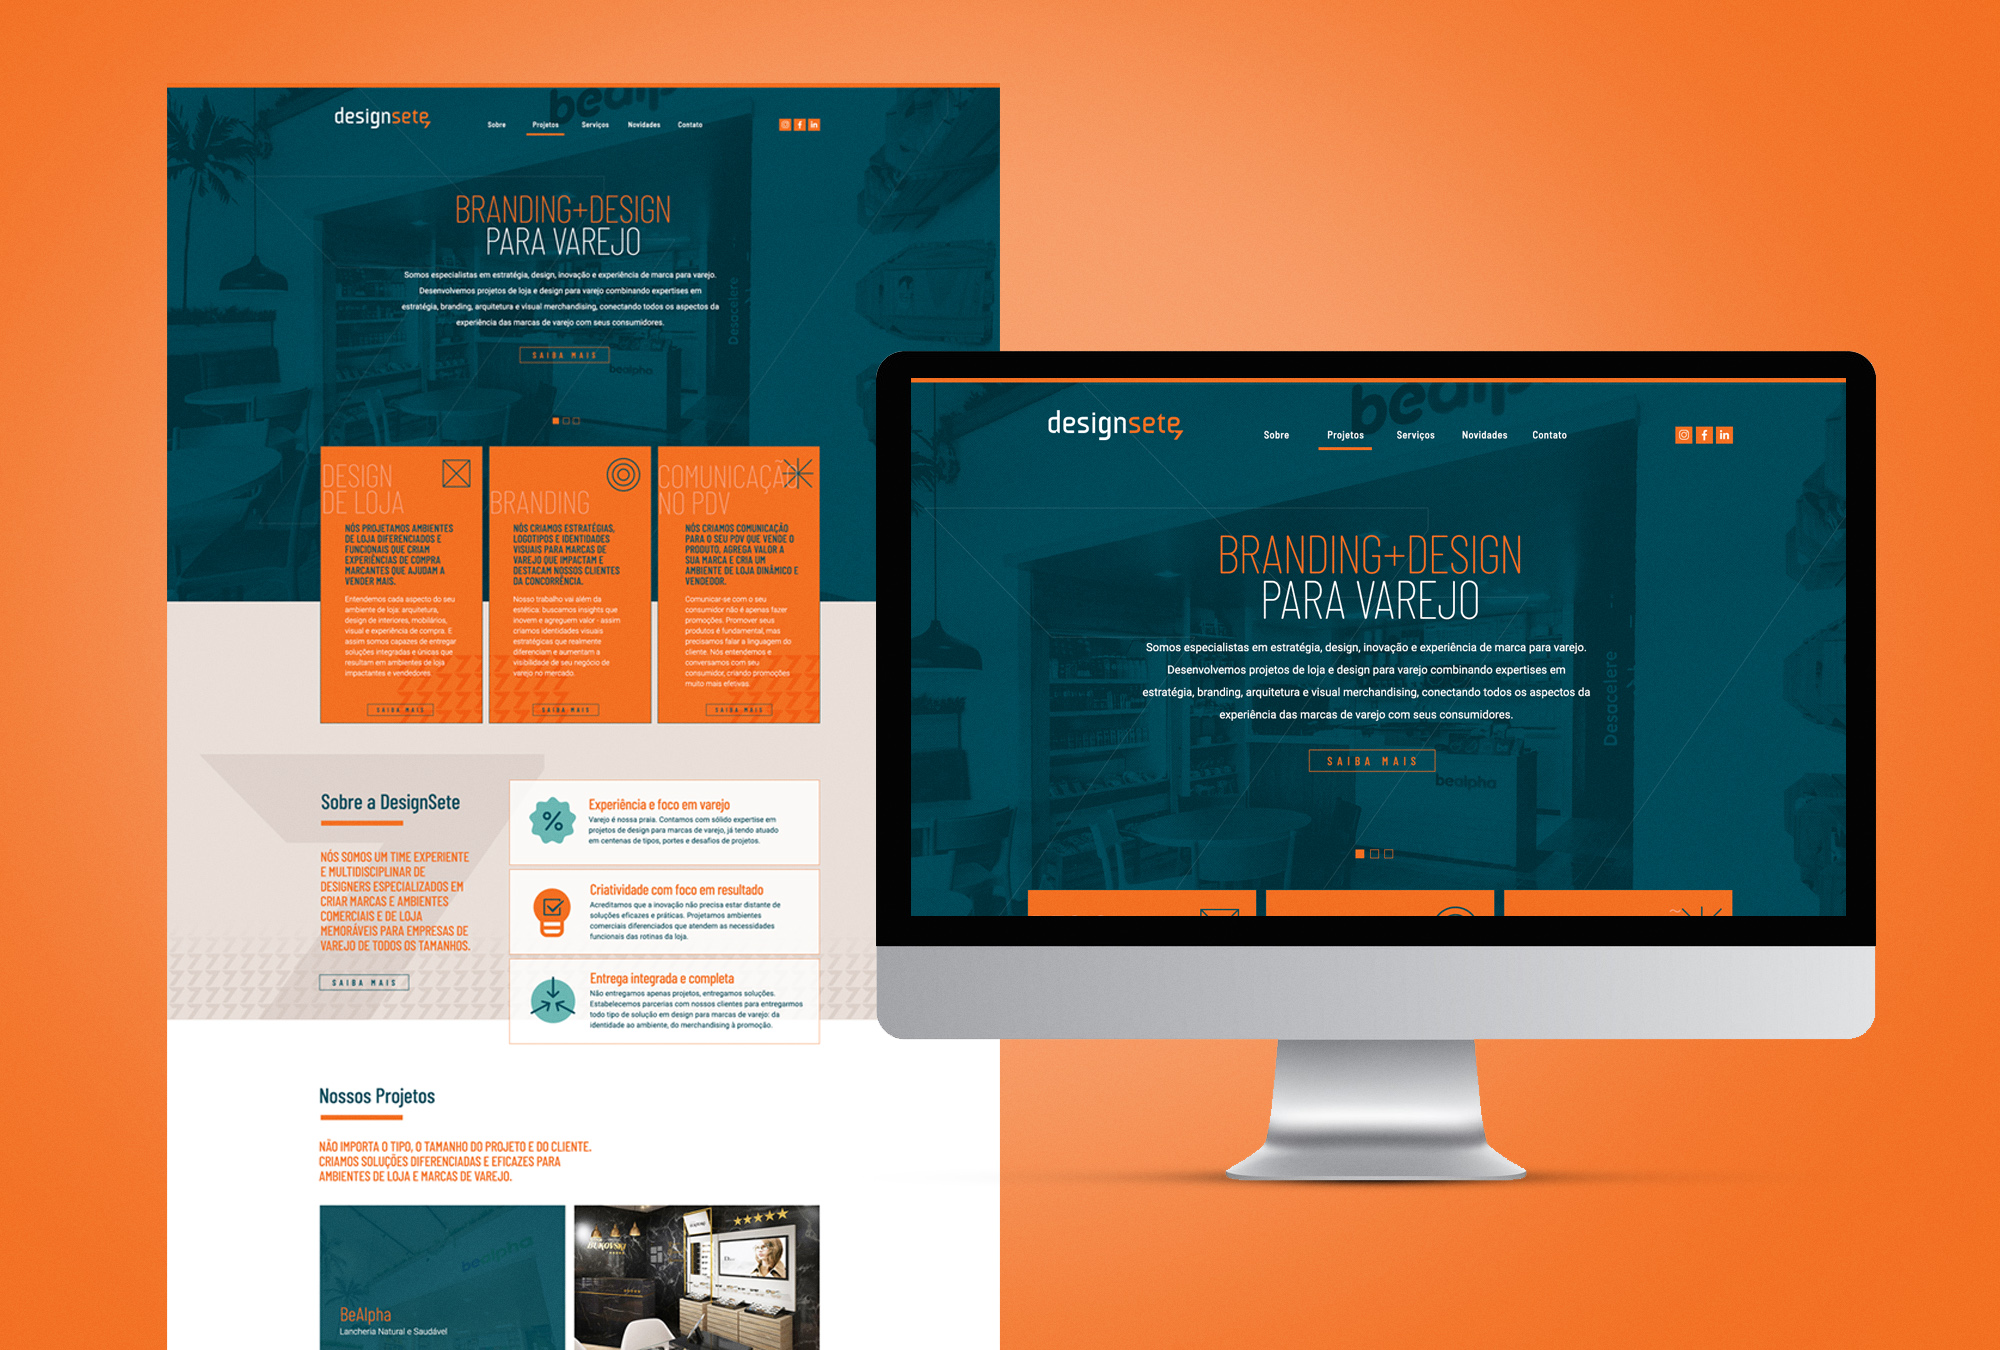 bealp
designsete
Sobre
Projetos
Serviços
Novidades
Contato
BRANDING+DESIGN
PARA VAREJO
Somos especialistas em estratégia, design, inovação e experiência de marca para varejo.
Desenvolvemos projetos de loja e design para varejo combinando expertises em
estratégia, branding, arquitetura e visual merchandising, conectando todos os aspectos da
experiência das marcas de varejo com seus consumidores.
SAIBA MAIS
Desacelere
bealpha
DESIGN
DE LOJA
NÓS PROJETAMOS AMBIENTES
DE LOJA DIFERENCIADOS E
FUNCIONAIS QUE CRIAM
EXPERIÊNCIAS DE COMPRA
MARCANTES QUE AJUDAM A
VENDER MAIS.
Entendemos cada aspecto do seu
ambiente de loja: arquitetura,
design de interiores, mobiliários,
visual e experiência de compra. E
assim somos capazes de entregar
soluções integradas e únicas que
resultam em ambientes de loja
impactantes e vendedores
SAIBA MAIS
BRANDING
NÓS CRIAMOS ESTRATÉGIAS,
LOGOTIPOS E IDENTIDADES
VISUAIS PARA MARCAS DE
VAREJO QUE IMPACTAM E
DESTACAM NOSSOS CLIENTES
DA CONCORRÊNCIA.
Nosso trabalho vai além da
estética: buscamos insights que
inovem e agreguem valor - assim
criamos identidades visuais
estratégicas que realmente
diferenciam e aumentam a
visibilidade de seu negócio de
varejo no mercado.
SAIBA MAIS
COMUNICAÇÃO
NO PDV
NÓS CRIAMOS COMUNICAÇÃO
PARA O SEU PDV QUE VENDE O
PRODUTO, AGREGA VALOR A
SUA MARCA E CRIA UM
AMBIENTE DE LOJA DINÂMICO E
VENDEDOR.
Comunicar-se com o seu
consumidor não é apenas fazer
promoções. Promover seus
produtos é fundamental, mas
precisamos falar a linguagem do
cliente. Nós entendemos e
conversamos com seu
consumidor, criando promoções
muito mais efetivas.
SAIBA MAIS
Sobre a DesignSete
NÓS SOMOS UM TIME EXPERIENTE
E MULTIDISCIPLINAR DE
DESIGNERS ESPECIALIZADOS EM
CRIAR MARCAS E AMBIENTES
COMERCIAIS E DE LOJA
MEMORÁVEIS PARA EMPRESAS DE
VAREJO DE TODOS OS TAMANHOS.
SAIBA MAIS
%
Experiência e foco em varejo
Varejo é nossa praia. Contamos com sólido expertise em
projetos de design para marcas de varejo, já tendo atuado
em centenas de tipos, portes e desafios de projetos.
Criatividade com foco em resultado
Acreditamos que a inovação não precisa estar distante de
soluções eficazes e práticas. Projetamos ambientes
comerciais diferenciados que atendem as necessidades
funcionais das rotinas da loja.
Entrega integrada e completa
Não entregamos apenas projetos, entregamos soluções.
Estabelecemos parcerias com nossos clientes para entregarmos
todo tipo de solução em design para marcas de varejo: da
identidade ao ambiente, do merchandising à promoção.
Nossos Projetos
NÃO IMPORTA O TIPO, O TAMANHO DO PROJETO E DO CLIENTE.
CRIAMOS SOLUÇÕES DIFERENCIADAS E EFICAZES PARA
AMBIENTES DE LOJA E MARCAS DE VAREJO.
bealpha
BeAlpha
Lancheria Natural e Saudável
BUKOVSKI
bealp
designsete
Sobre
Projetos
Serviços
Novidades
Contato
BRANDING+DESIGN
PARA VAREJO
Somos especialistas em estratégia, design, inovação e experiência de marca para varejo.
Desenvolvemos projetos de loja e design para varejo combinando expertises em
estratégia, branding, arquitetura e visual merchandising, conectando todos os aspectos da
experiência das marcas de varejo com seus consumidores.
SAIBA MAIS
Desacelere
bealpha